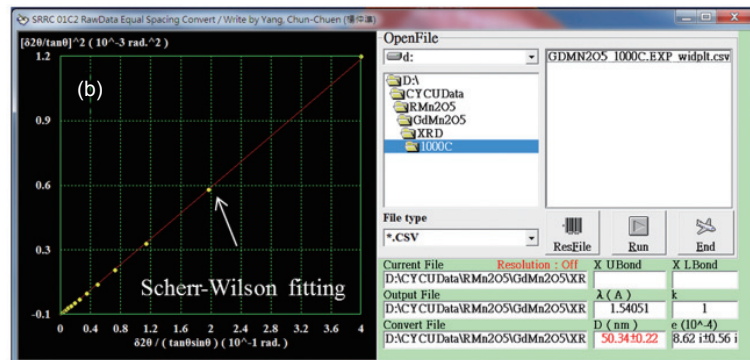 SRRC 01C2 RawData Equal Spacing Convert / Write by Yang, Chun-Chuen (楊仲準)
[δ2θ/tanθ]^2 ( 10^-3 rad.^2 )
1.2
0.9
0.6
0.3
-0.1
(b)
Scherr-Wilson fitting
0 0.4 0.8 1.2 1.6 2 2.4 2.8 3.2 3.6 4
δ2θ / ( tanθsinθ ) ( 10^-1 rad. )
OpenFile
d:
D:\
CYCUData
RMn2O5
GdMn2O5
XRD
1000C
GDMN2O5 1000C.EXP widplt.csv
File type
*.CSV
ResFile
Run
End
Current File Resolution : Off X UBond X LBond
D:\CYCUData\RMn2O5\GdMn2O5\XR
Output File λ ( A ) k
D:\CYCUData\RMn2O5\GdMn2O5\XR 1.54051 1
Convert File D ( nm ) e (10^-4)
D:\CYCUData\RMn2O5\GdMn2O5\XR 50.34±0.22 8.62 i±0.56 i